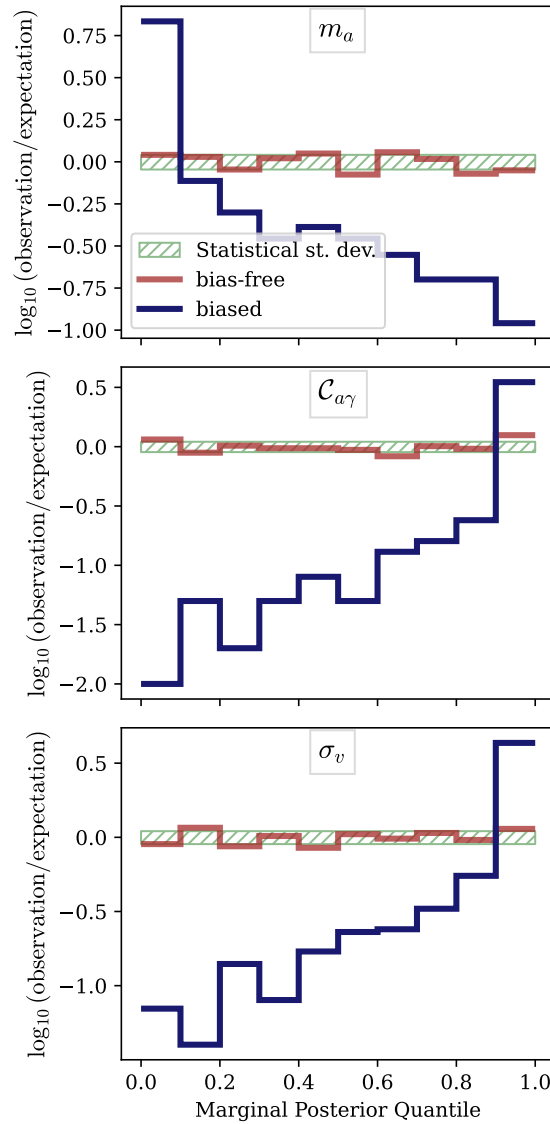 m_a
log₁₀(observation/expectation)
0.75
0.50
0.25
0.00
−0.25
−0.50
−0.75
−1.00
Statistical st. dev.
bias-free
biased
C_{aγ}
log₁₀(observation/expectation)
0.5
0.0
−0.5
−1.0
−1.5
−2.0
σ_v
log₁₀(observation/expectation)
0.5
0.0
−0.5
−1.0
0.0 0.2 0.4 0.6 0.8 1.0
Marginal Posterior Quantile